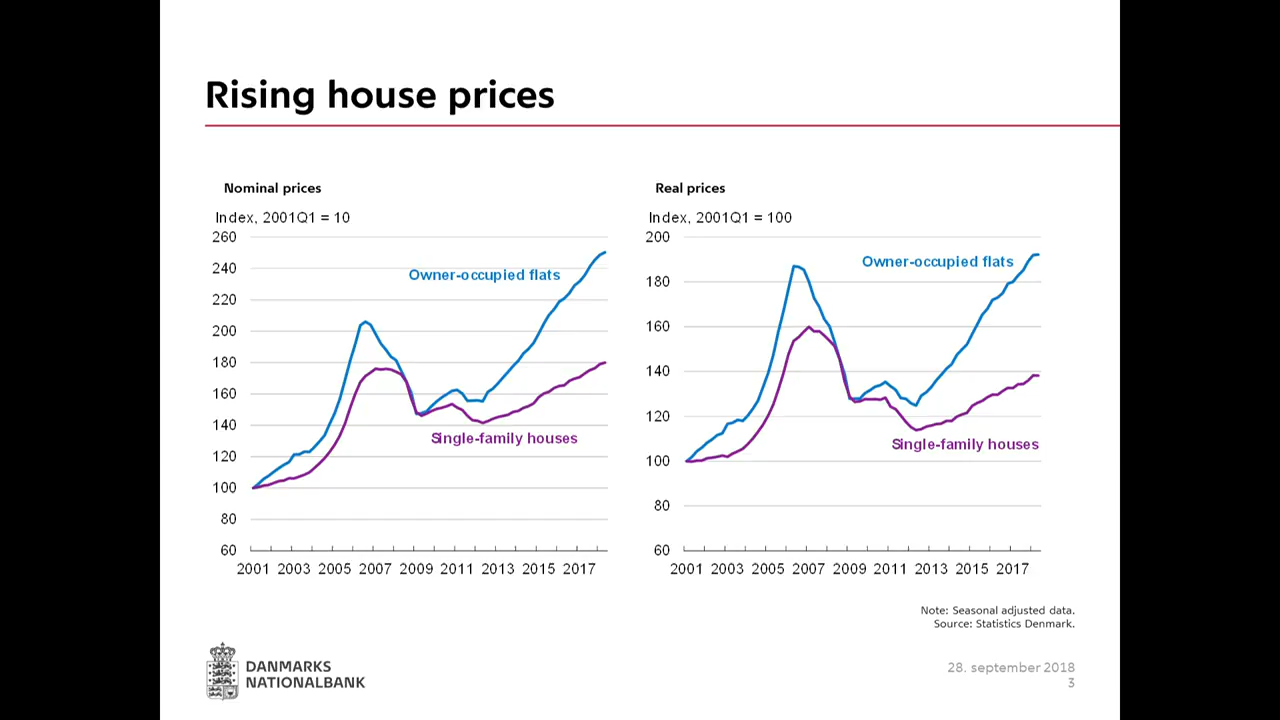 Rising house prices
Nominal prices
Index, 2001Q1 = 10
260
240
220
200
180
160
140
120
100
80
60
Owner-occupied flats
Single-family houses
2001 2003 2005 2007 2009 2011 2013 2015 2017
Real prices
Index, 2001Q1 = 100
200
180
160
140
120
100
80
60
Owner-occupied flats
Single-family houses
2001 2003 2005 2007 2009 2011 2013 2015 2017
Note: Seasonal adjusted data.
Source: Statistics Denmark.
DANMARKS
NATIONALBANK
28. september 2018
3